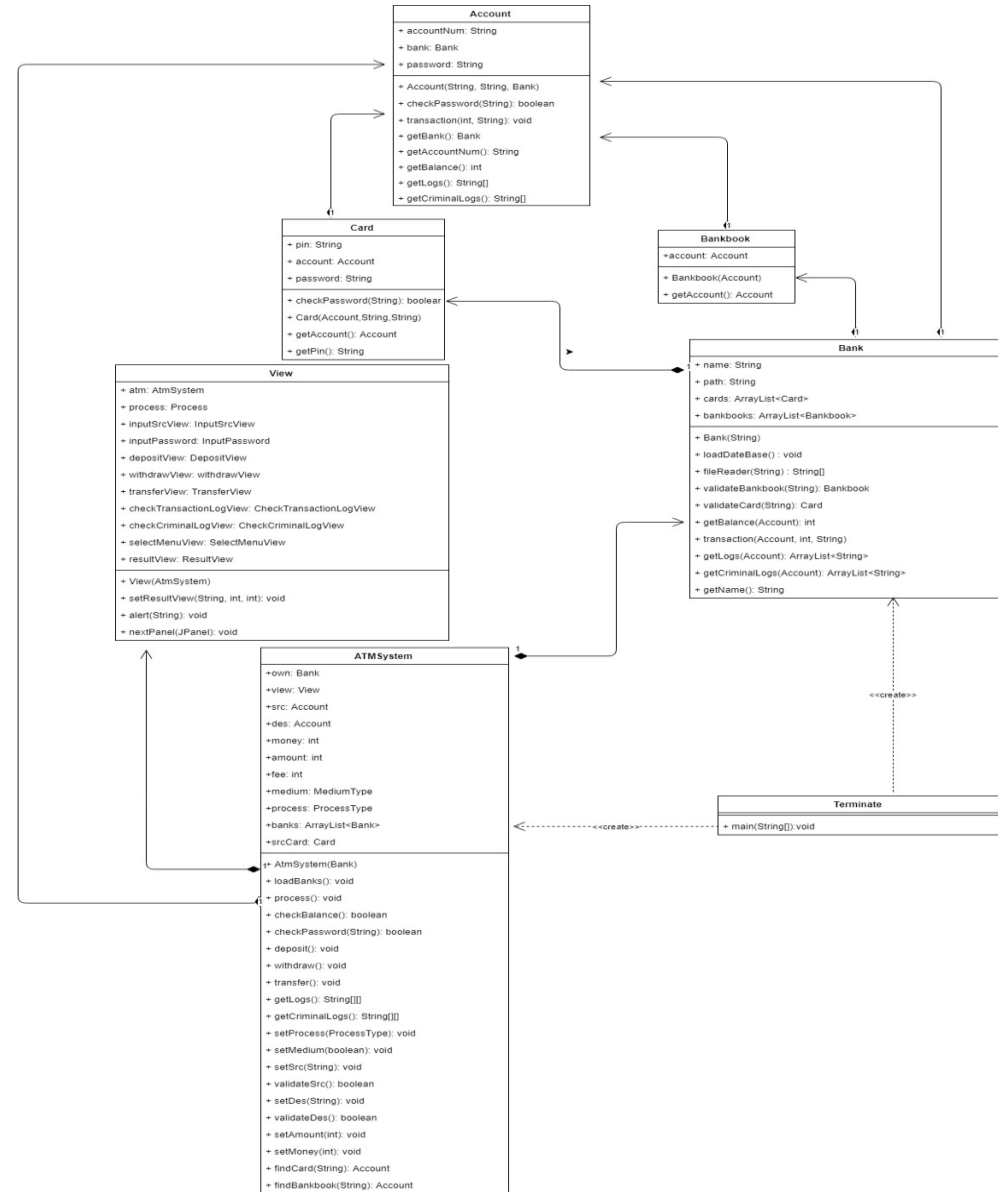 Account
+ accountNum: String
+ bank: Bank
+ password: String
+ Account(String, String, Bank)
+ checkPassword(String): boolean
+ transaction(int, String): void
+ getBank(): Bank
+ getAccountNum(): String
+ getBalance(): int
+ getLogs(): String[]
+ getCriminalLogs(): String[]
1
1
Card
+ pin: String
+ account: Account
+ password: String
+ checkPassword(String): boolear
+ Card(Account,String,String)
+ getAccount(): Account
+ getPin(): String
Bankbook
+account: Account
+ Bankbook(Account)
+ getAccount(): Account
1
1
1
Bank
+ name: String
+ path: String
+ cards: ArrayList<Card>
+ bankbooks: ArrayList<Bankbook>
+ Bank(String)
+ loadDateBase() : void
+ fileReader(String) : String[]
+ validateBankbook(String): Bankbook
+ validateCard(String): Card
+ getBalance(Account): int
+ transaction(Account, int, String)
+ getLogs(Account): ArrayList<String>
+ getCriminalLogs(Account): ArrayList<String>
+ getName(): String
View
+ atm: AtmSystem
+ process: Process
+ inputSrcView: InputSrcView
+ inputPassword: InputPassword
+ depositView: DepositView
+ withdrawView: withdrawView
+ transferView: TransferView
+ checkTransactionLogView: CheckTransactionLogView
+ checkCriminalLogView: CheckCriminalLogView
+ selectMenuView: SelectMenuView
+ resultView: ResultView
+ View(AtmSystem)
+ setResultView(String, int, int): void
+ alert(String): void
+ nextPanel(JPanel): void
1
ATMSystem
+own: Bank
+view: View
+src: Account
+des: Account
+money: int
+amount: int
+fee: int
+medium: MediumType
+process: ProcessType
+banks: ArrayList<Bank>
+srcCard: Card
1
+ AtmSystem(Bank)
+ loadBanks(): void
+ process(): void
1
+ checkBalance(): boolean
+ checkPassword(String): boolean
+ deposit(): void
+ withdraw(): void
+ transfer(): void
+ getLogs(): String[][]
+ getCriminalLogs(): String[][]
+ setProcess(ProcessType): void
+ setMedium(boolean): void
+ setSrc(String): void
+ validateSrc(): boolean
+ setDes(String): void
+ validateDes(): boolean
+ setAmount(int): void
+ setMoney(int): void
+ findCard(String): Account
+ findBankbook(String): Account
<<create>>
Terminate
+ main(String[]):void
<<create>>